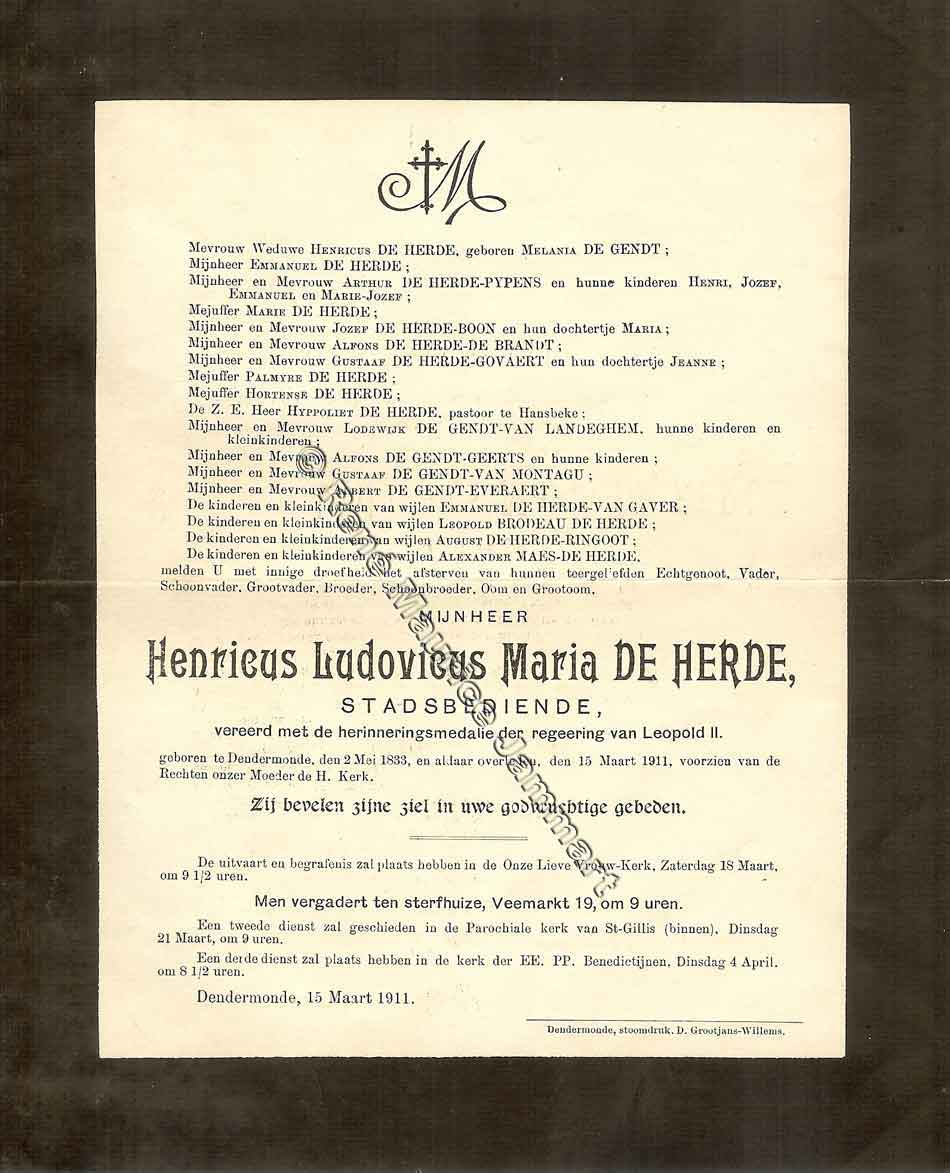 M
Mevrouw Weduwe HENRICUS DE HERDE, geboren MELANIA DE GENDT ;
Mijnheer EMMANUEL DE HERDE ;
Mijnheer en Mevrouw ARTHUR DE HERDE-PYPENS en hunne kinderen HENRI, JOZEF,
EMMANUEL en MARIE-JOZEF ;
Mejuffer MARIE DE HERDE ;
Mijnheer en Mevrouw JOZEF DE HERDE-BOON en hun dochtertje MARIA ;
Mijnheer en Mevrouw ALFONS DE HERDE-DE BRANDT ;
Mijnheer en Mevrouw GUSTAAF DE HERDE-GOVAERT en hun dochtertje JEANNE ;
Mejuffer PALMYRE DE HERDE ;
Mejuffer HORTENSE DE HERDE ;
De Z. E. Heer HYPPOLIET DE HERDE, pastoor te Hansbeke ;
Mijnheer en Mevrouw LODEWIJK DE GENDT-VAN LANDEGHEM, hunne kinderen en
kleinkinderen ;
Mijnheer en Mevrouw ALFONS DE GENDT-GEERTS en hunne kinderen ;
Mijnheer en Mevrouw GUSTAAF DE GENDT-VAN MONTAGU ;
Mijnheer en Mevrouw ALBERT DE GENDT-EVERAERT ;
De kinderen en kleinkinderen van wijlen EMMANUEL DE HERDE-VAN GAVER ;
De kinderen en kleinkinderen van wijlen LEOPOLD BRODEAU DE HERDE ;
De kinderen en kleinkinderen van wijlen AUGUST DE HERDE-RINGOOT ;
De kinderen en kleinkinderen van wijlen ALEXANDER MAES-DE HERDE,
melden U met innige droefheid het afsterven van hunnen teergeliefden Echtgenoot, Vader,
Schoonvader, Grootvader, Broeder, Schoonbroeder, Oom en Grootoom,
MIJNHEER
Henricus Ludovicus Maria DE HERDE,
STADSBEDIENDE,
vereerd met de herinneringsmedalie der regeering van Leopold II.
geboren te Dendermonde, den 2 Mei 1833, en aldaar overleden, den 15 Maart 1911, voorzien van de
Rechten onzer Moeder de H. Kerk.
Zij bevelen zijne ziel in uwe godvruchtige gebeden.
De uitvaart en begrafenis zal plaats hebben in de Onze Lieve Vrouw-Kerk, Zaterdag 18 Maart,
om 9 1/2 uren.
Men vergadert ten sterfhuize, Veemarkt 19, om 9 uren.
Een tweede dienst zal geschieden in de Parochiale kerk van St-Gillis (binnen), Dinsdag
21 Maart, om 9 uren.
Een derde dienst zal plaats hebben in de kerk der EE. PP. Benedictijnen, Dinsdag 4 April,
om 8 1/2 uren.
Dendermonde, 15 Maart 1911.
Dendermonde, stoomdruk. D. Grootjans-Willems.
© René Maurice Jammart